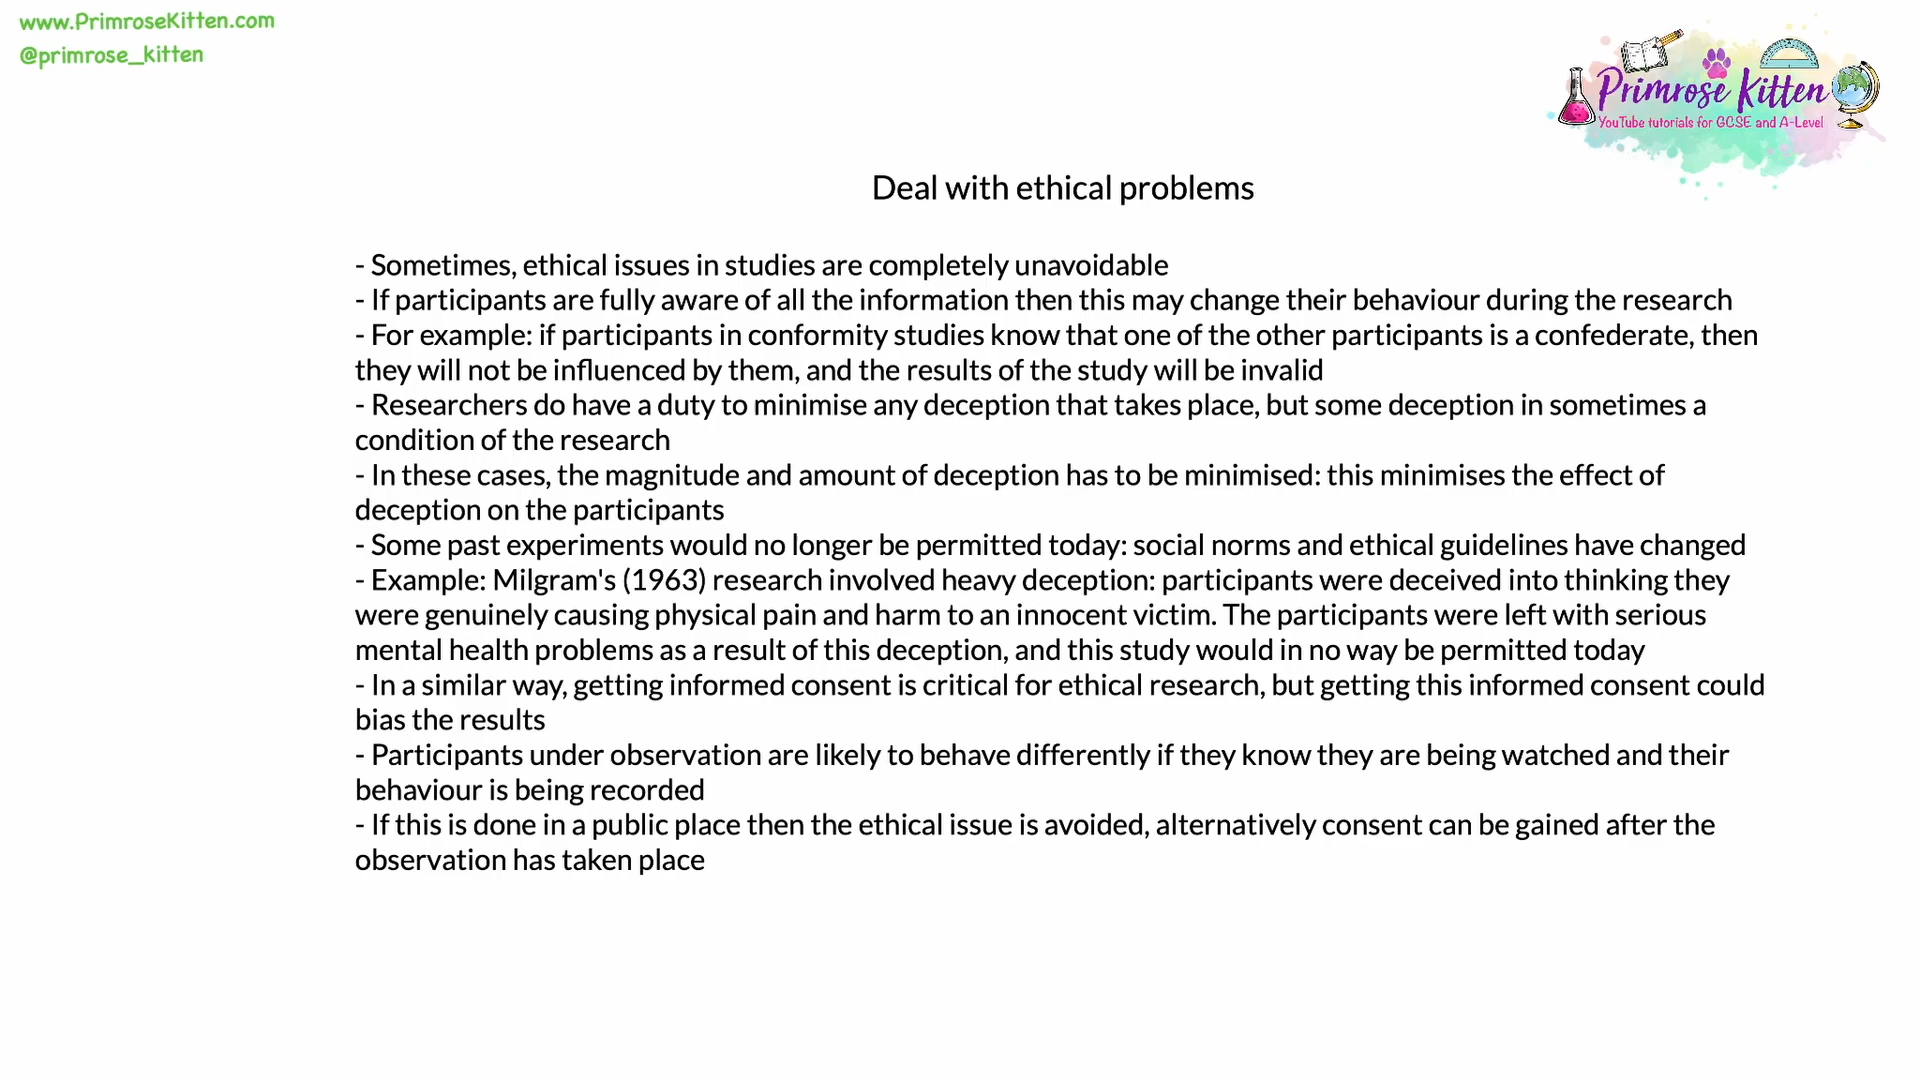 www.PrimroseKitten.com
@primrose_kitten
Primrose Kitten
YouTube tutorials for GCSE and A-Level
Deal with ethical problems
- Sometimes, ethical issues in studies are completely unavoidable
- If participants are fully aware of all the information then this may change their behaviour during the research
- For example: if participants in conformity studies know that one of the other participants is a confederate, then
they will not be influenced by them, and the results of the study will be invalid
- Researchers do have a duty to minimise any deception that takes place, but some deception in sometimes a
condition of the research
- In these cases, the magnitude and amount of deception has to be minimised: this minimises the effect of
deception on the participants
- Some past experiments would no longer be permitted today: social norms and ethical guidelines have changed
- Example: Milgram's (1963) research involved heavy deception: participants were deceived into thinking they
were genuinely causing physical pain and harm to an innocent victim. The participants were left with serious
mental health problems as a result of this deception, and this study would in no way be permitted today
- In a similar way, getting informed consent is critical for ethical research, but getting this informed consent could
bias the results
- Participants under observation are likely to behave differently if they know they are being watched and their
behaviour is being recorded
- If this is done in a public place then the ethical issue is avoided, alternatively consent can be gained after the
observation has taken place